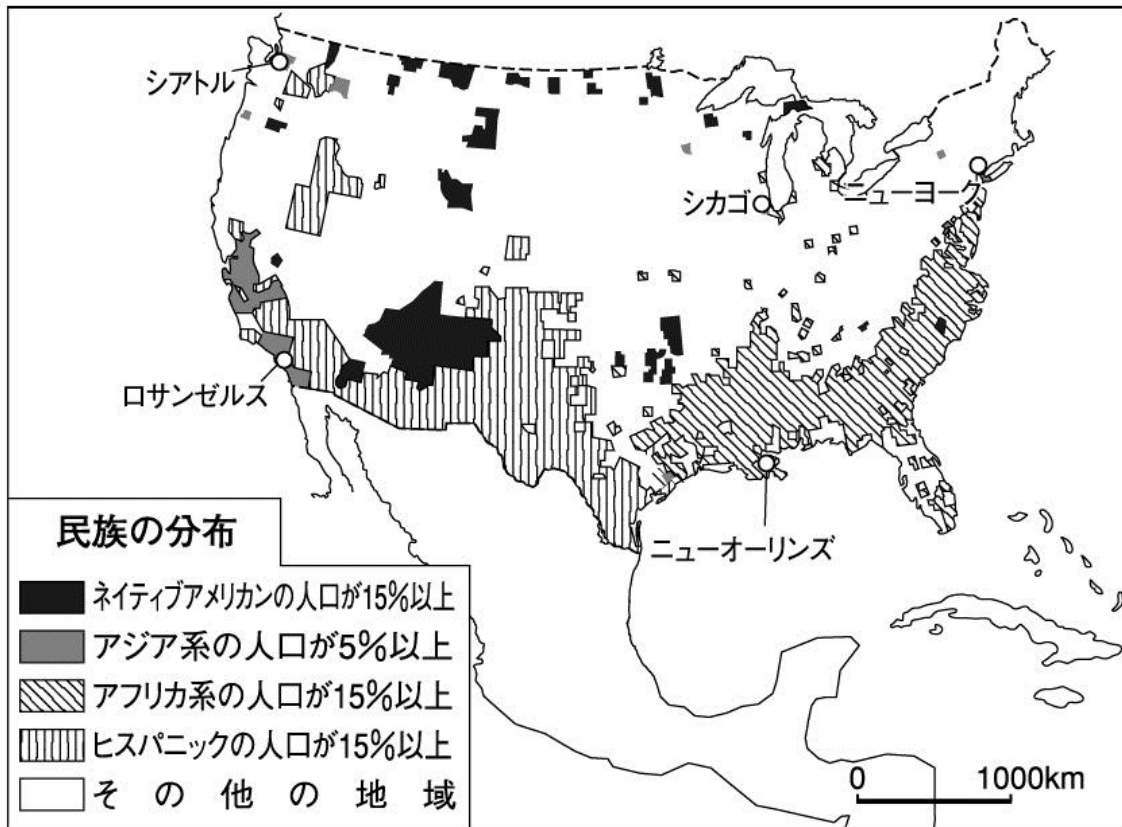 シアトル
シカゴ
ニューヨーク
ロサンゼルス
ニューオーリンズ
民族の分布
ネイティブアメリカンの人口が15%以上
アジア系の人口が5%以上
アフリカ系の人口が15%以上
ヒスパニックの人口が15%以上
その他の地域
0 1000km